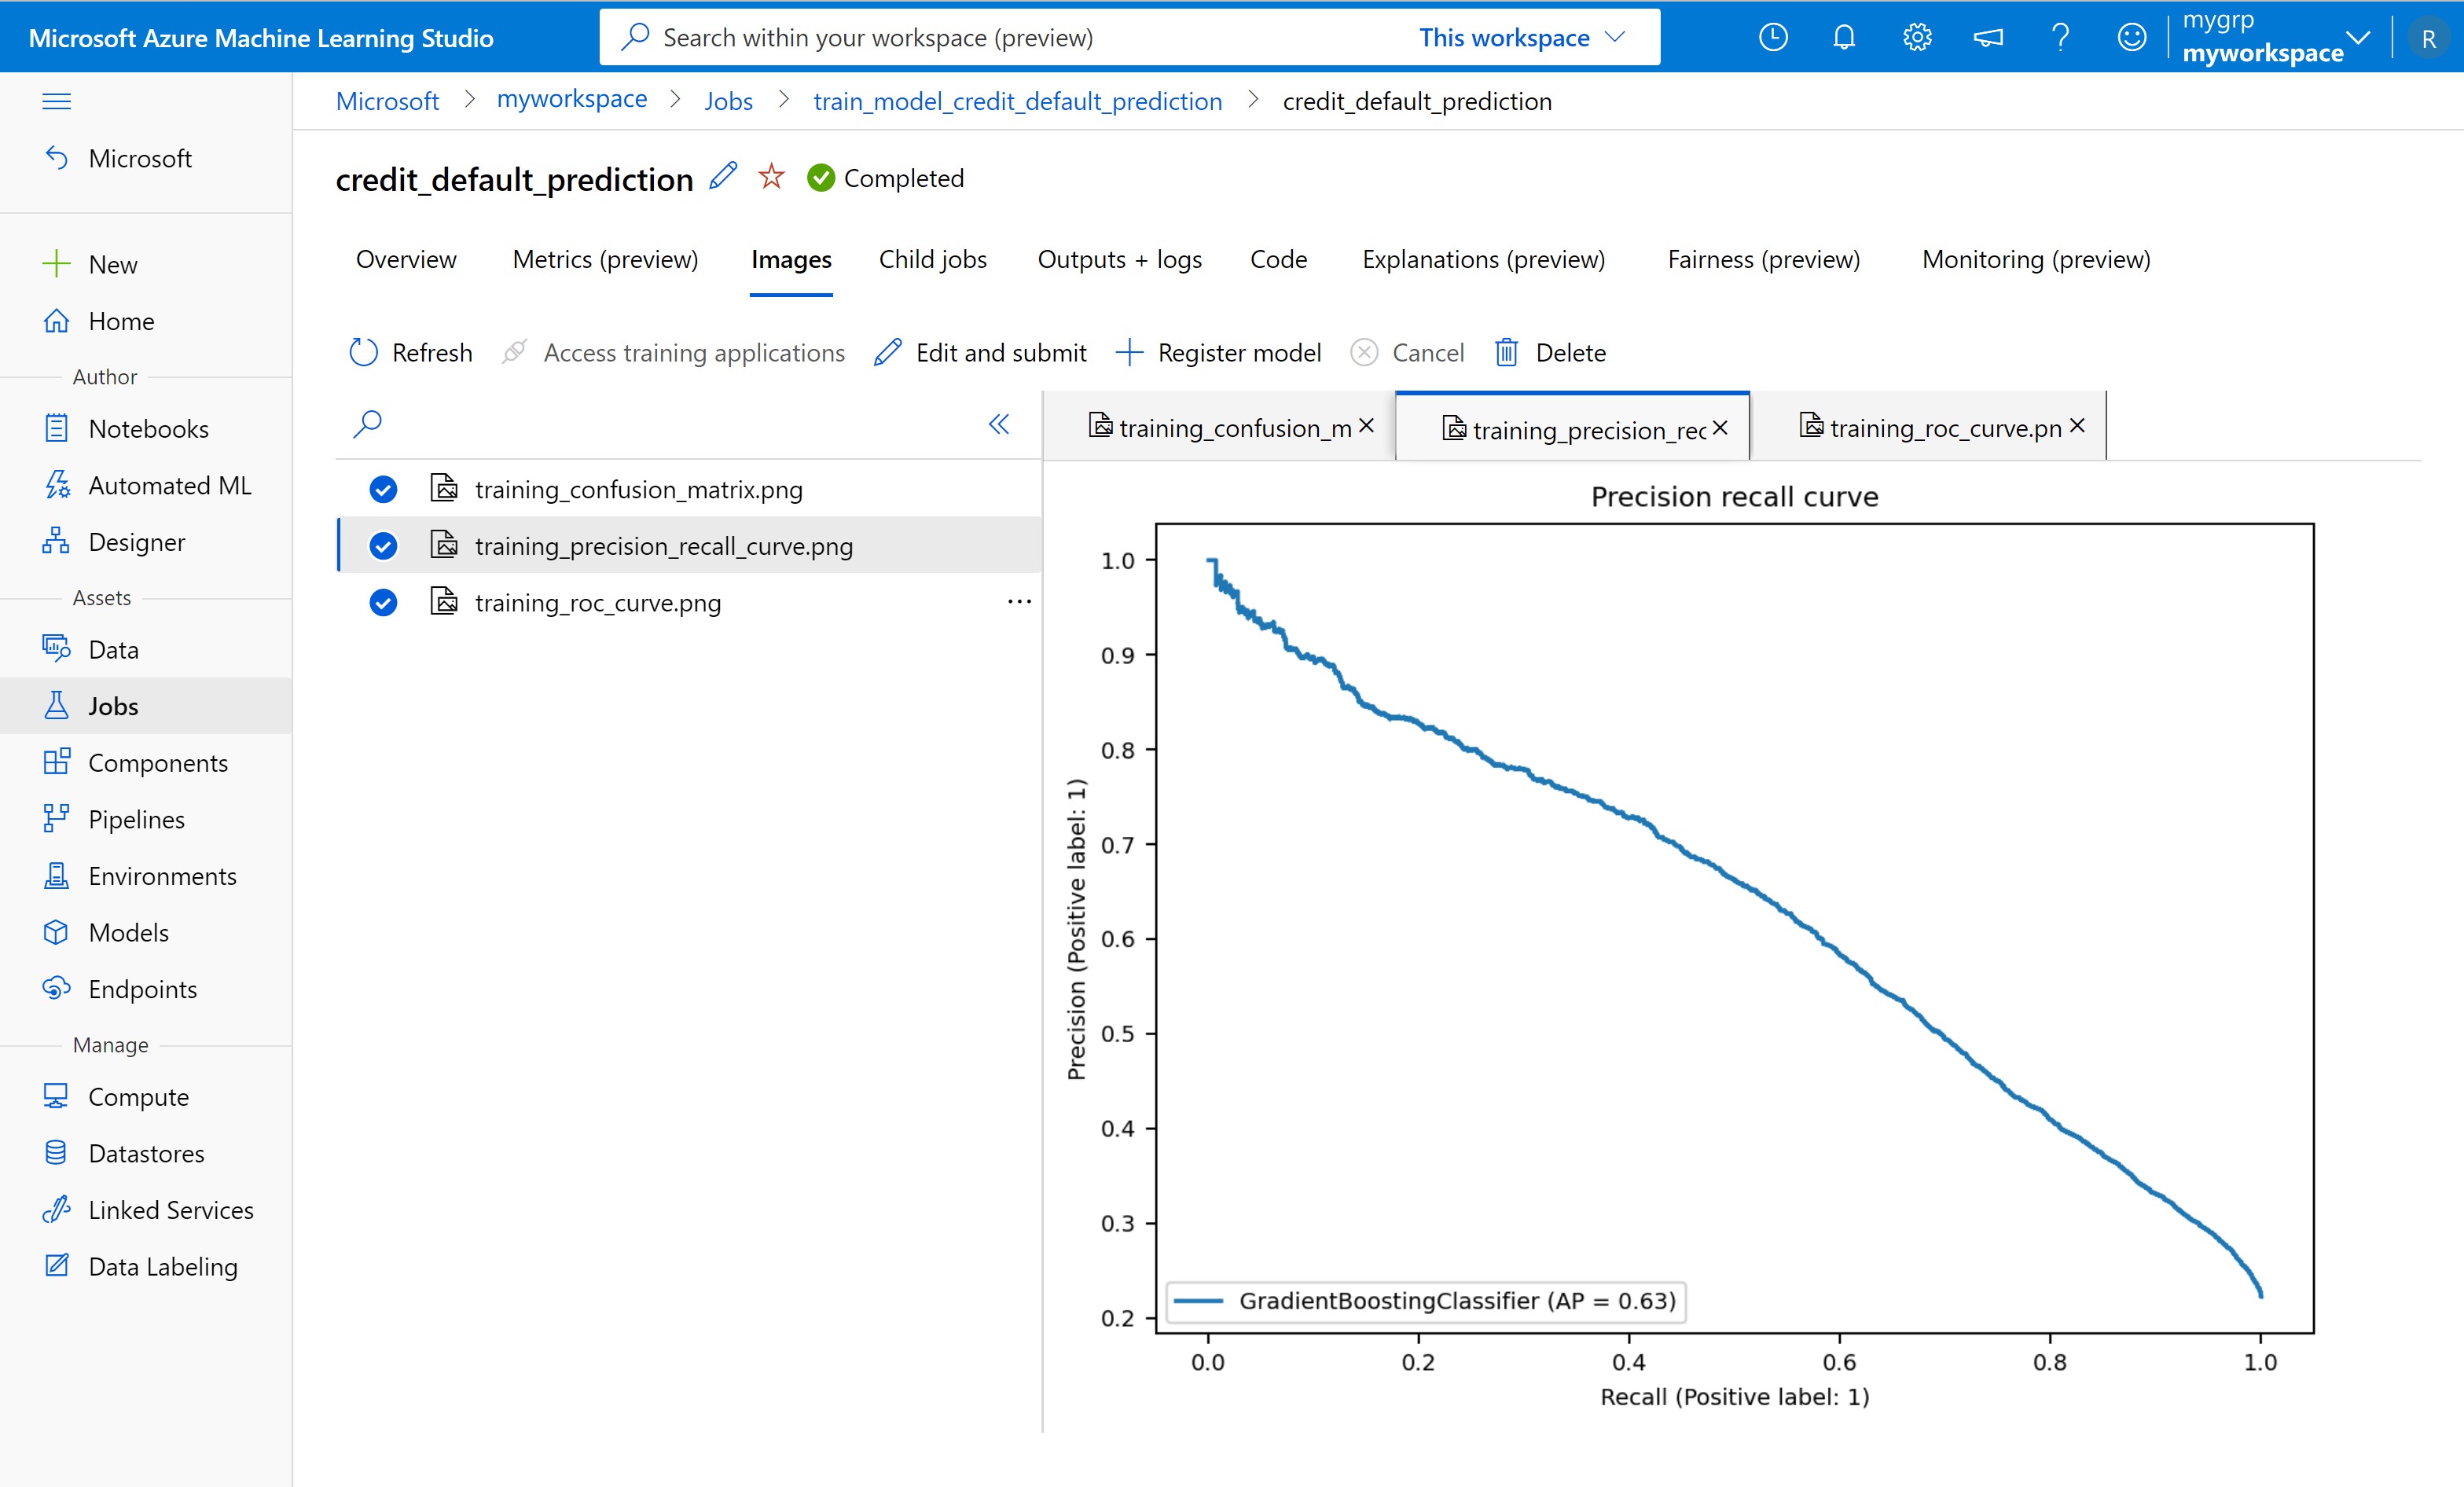 Microsoft Azure Machine Learning Studio
Search within your workspace (preview)
This workspace
mygrp
myworkspace
R
Microsoft
myworkspace
Jobs
train_model_credit_default_prediction
credit_default_prediction
Microsoft
New
Home
Author
Notebooks
Automated ML
Designer
Assets
Data
Jobs
Components
Pipelines
Environments
Models
Endpoints
Manage
Compute
Datastores
Linked Services
Data Labeling
credit_default_prediction
Completed
Overview
Metrics (preview)
Images
Child jobs
Outputs + logs
Code
Explanations (preview)
Fairness (preview)
Monitoring (preview)
Refresh
Access training applications
Edit and submit
Register model
Cancel
Delete
training_confusion_matrix.png
training_precision_recall_curve.png
training_roc_curve.png
training_confusion_m
training_precision_rec
training_roc_curve.pn
Precision recall curve
Precision (Positive label: 1)
1.0
0.9
0.8
0.7
0.6
0.5
0.4
0.3
0.2
GradientBoostingClassifier (AP = 0.63)
0.0 0.2 0.4 0.6 0.8 1.0
Recall (Positive label: 1)